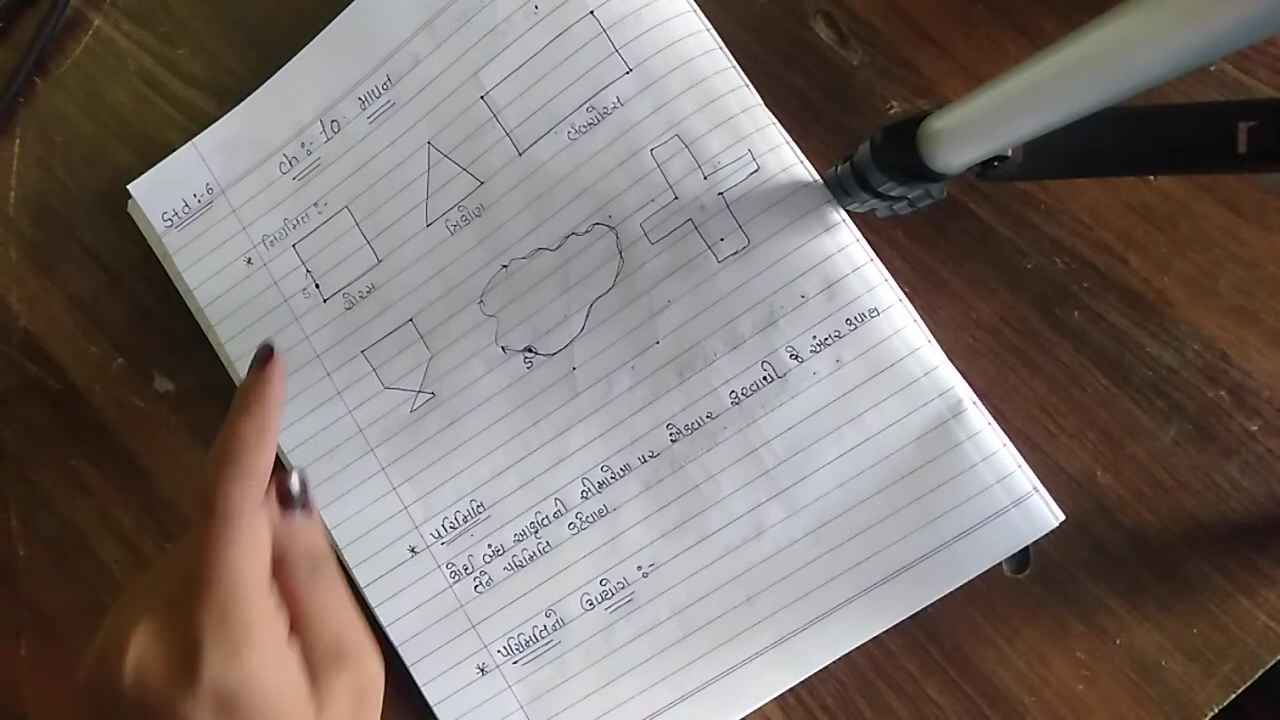 Std :- 6
ch :- 10. માપન
* નિયમિત :-
S
ચોરસ
ત્રિકોણ
લંબચોરસ
S
* પરિમિતિ
કોઈ બંધ આકૃતિની સીમારેખા પર એકવાર ફરવાથી જે અંતર કપાય
તેને પરિમિતિ કહેવાય.
* પરિમિતિનો ઉપયોગ :-